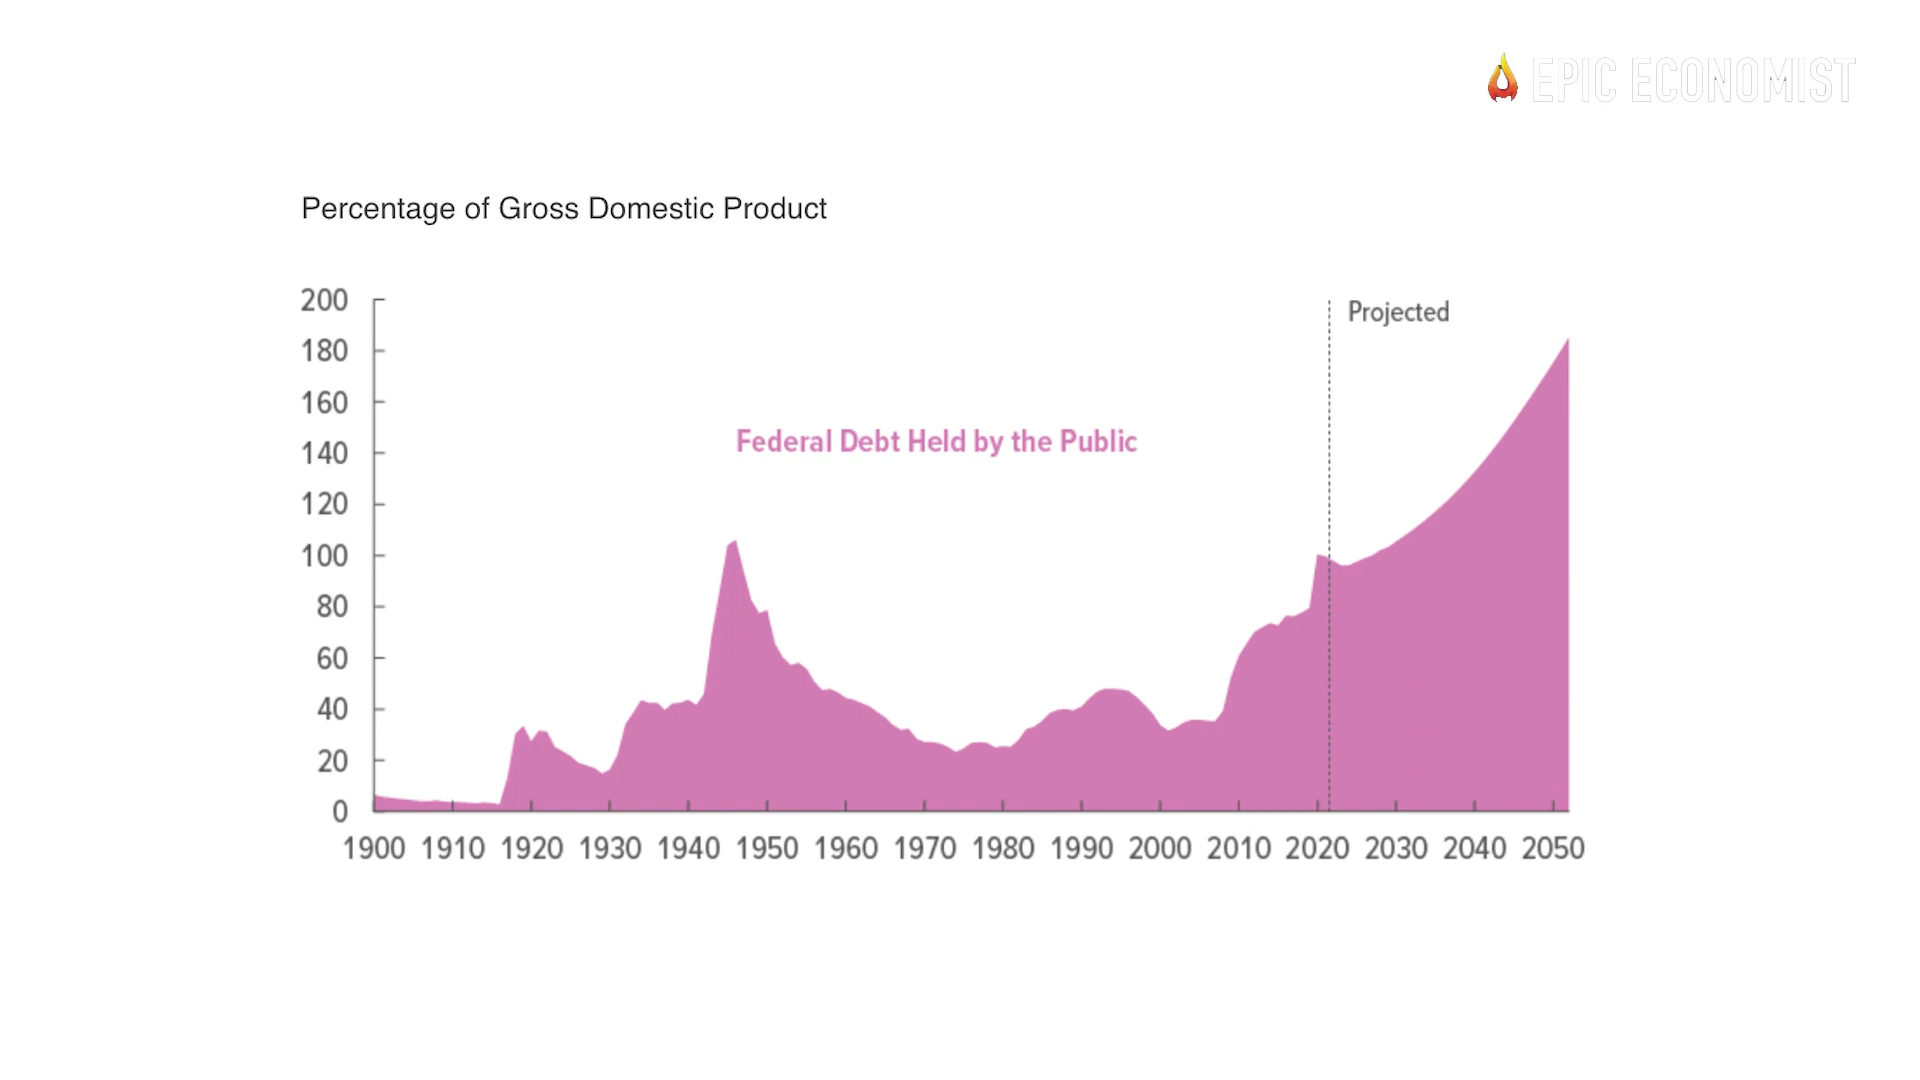 EPIC ECONOMIST
Percentage of Gross Domestic Product
200
Projected
180
160
140
Federal Debt Held by the Public
120
100
80
60
40
20
0
1900 1910 1920 1930 1940 1950 1960 1970 1980 1990 2000 2010 2020 2030 2040 2050